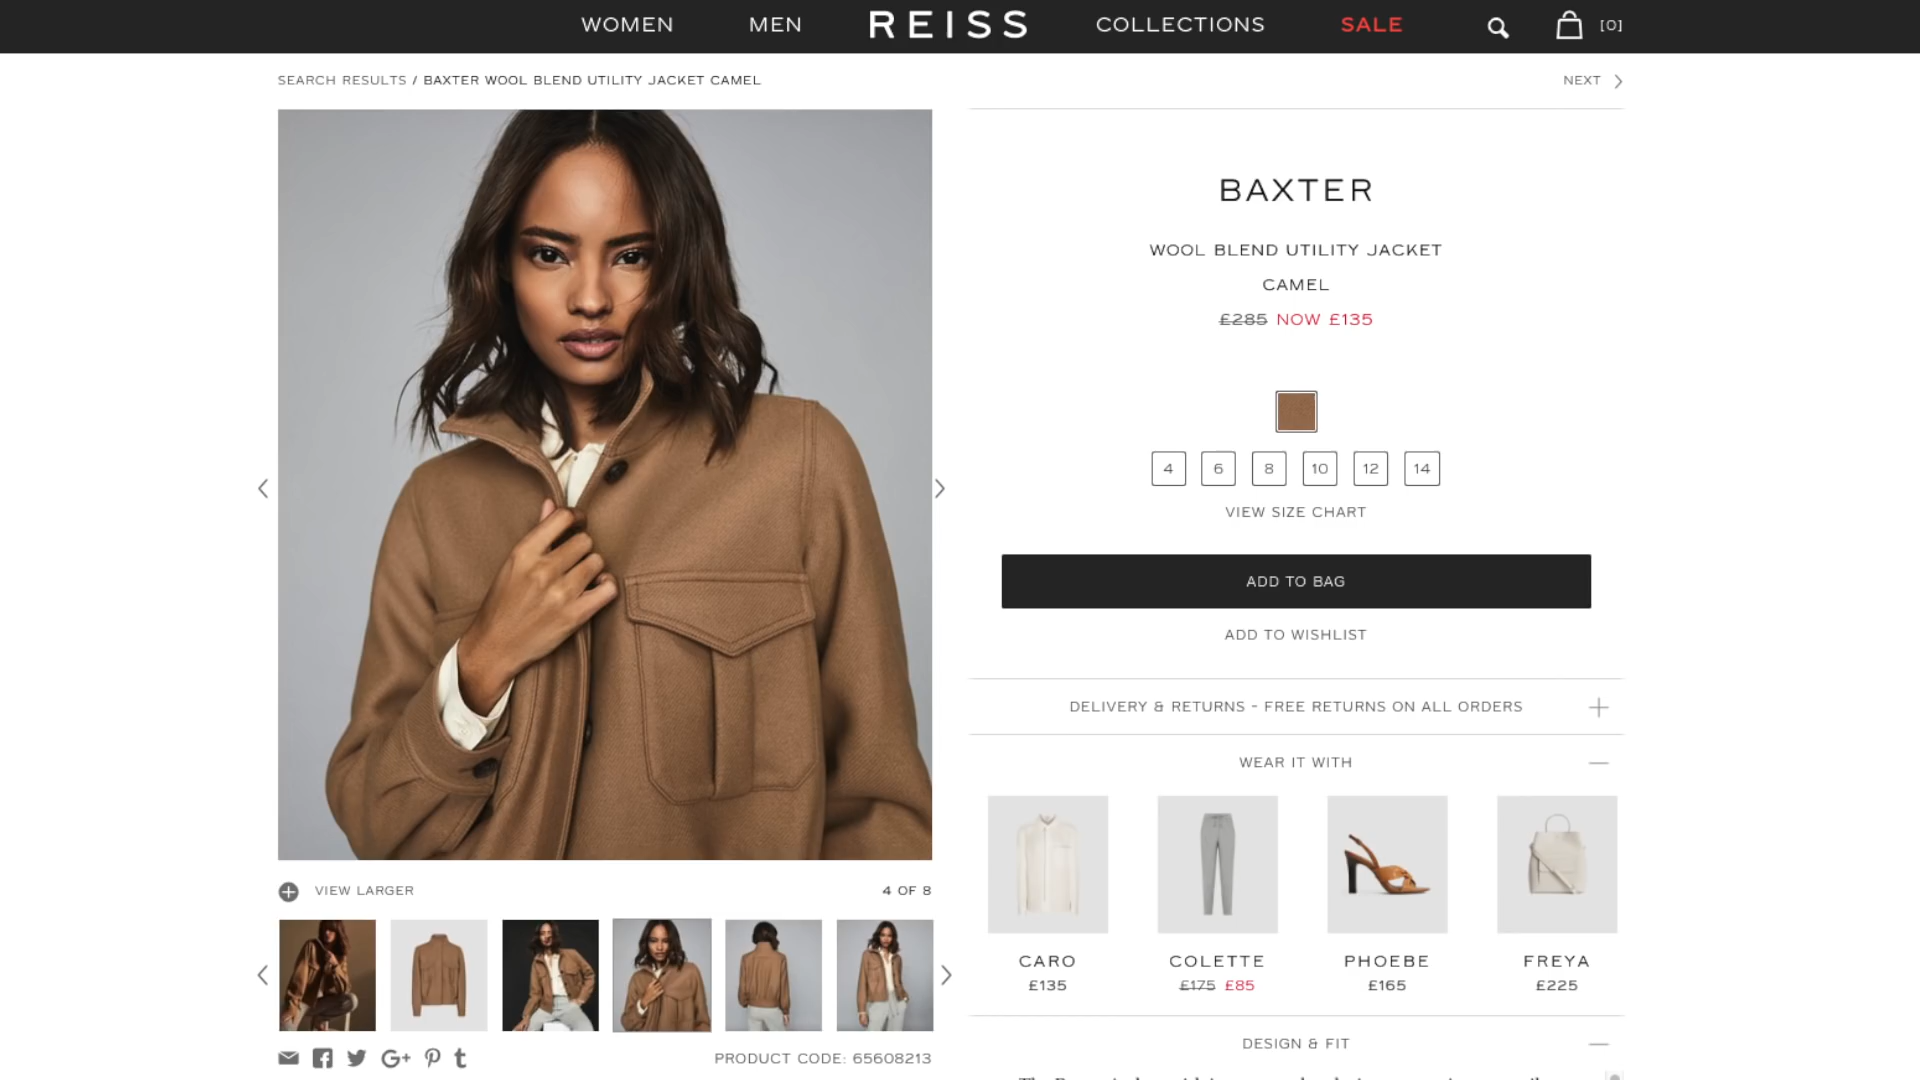 WOMEN MEN REISS COLLECTIONS SALE [0]
SEARCH RESULTS / BAXTER WOOL BLEND UTILITY JACKET CAMEL
NEXT
BAXTER
WOOL BLEND UTILITY JACKET
CAMEL
£285 NOW £135
4 6 8 10 12 14
VIEW SIZE CHART
ADD TO BAG
ADD TO WISHLIST
DELIVERY & RETURNS - FREE RETURNS ON ALL ORDERS
WEAR IT WITH
CARO COLETTE PHOEBE FREYA
£135 £175 £85 £165 £225
VIEW LARGER
4 OF 8
PRODUCT CODE: 65608213
DESIGN & FIT